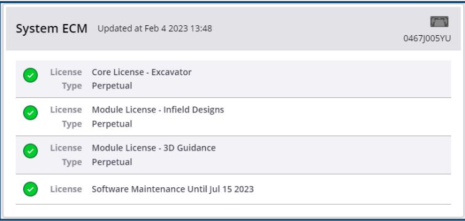 System ECM Updated at Feb 4 2023 13:48
0467J005YU
License Core License - Excavator
Type Perpetual
License Module License - Infield Designs
Type Perpetual
License Module License - 3D Guidance
Type Perpetual
License Software Maintenance Until Jul 15 2023